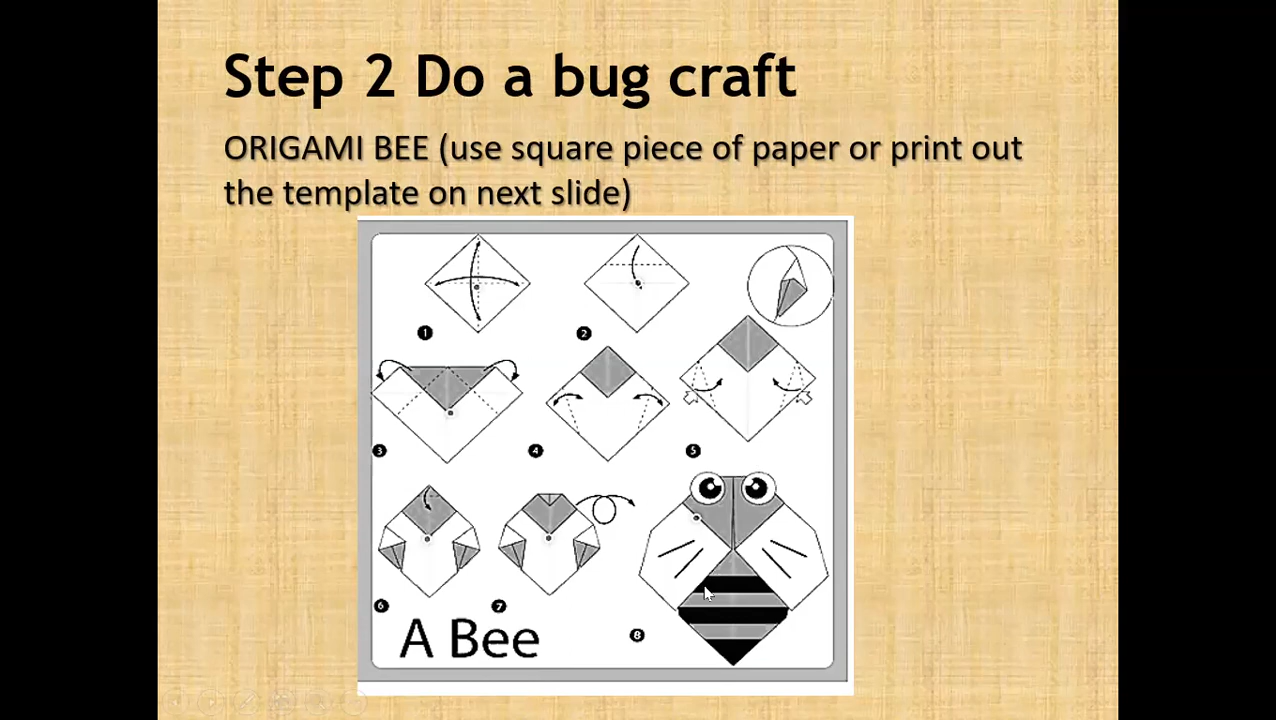 Step 2 Do a bug craft
ORIGAMI BEE (use square piece of paper or print out
the template on next slide)
1
2
3
4
5
6
7
8
A Bee